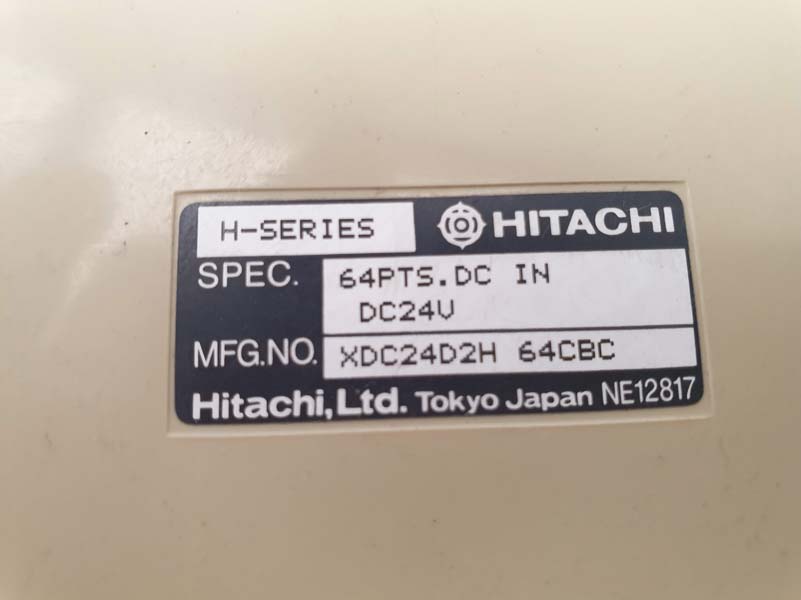 H-SERIES HITACHI
SPEC. 64PTS.DC IN
DC24V
MFG.NO. XDC24D2H 64CBC
Hitachi,Ltd. Tokyo Japan NE12817